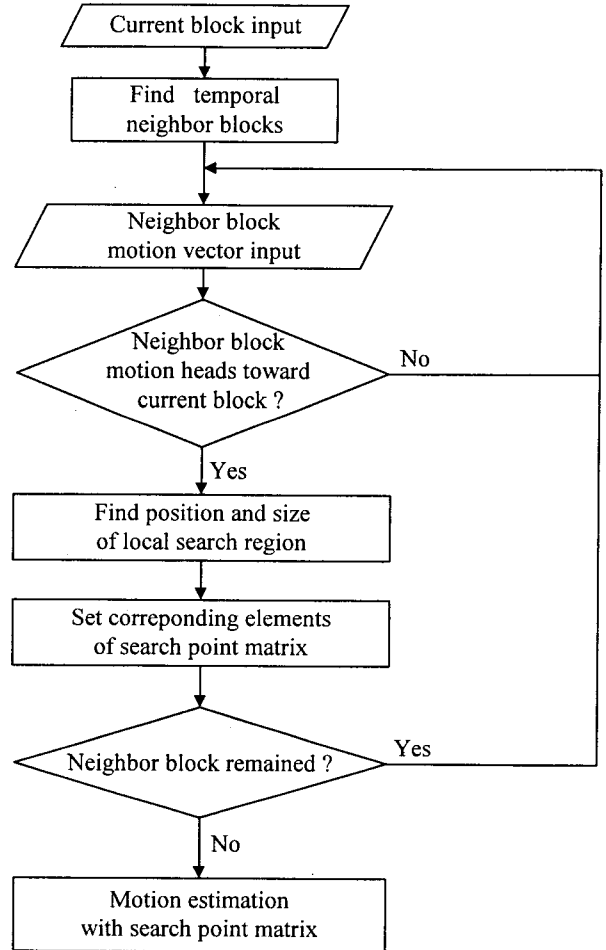 Current block input
Find temporal
neighbor blocks
Neighbor block
motion vector input
Neighbor block
motion heads toward
current block ?
No
Yes
Find position and size
of local search region
Set correponding elements
of search point matrix
Neighbor block remained ?
Yes
No
Motion estimation
with search point matrix